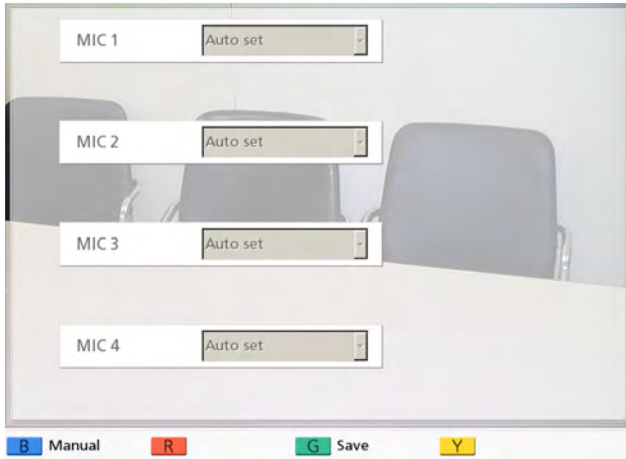 MIC 1 Auto set
MIC 2 Auto set
MIC 3 Auto set
MIC 4 Auto set
B Manual R G Save Y